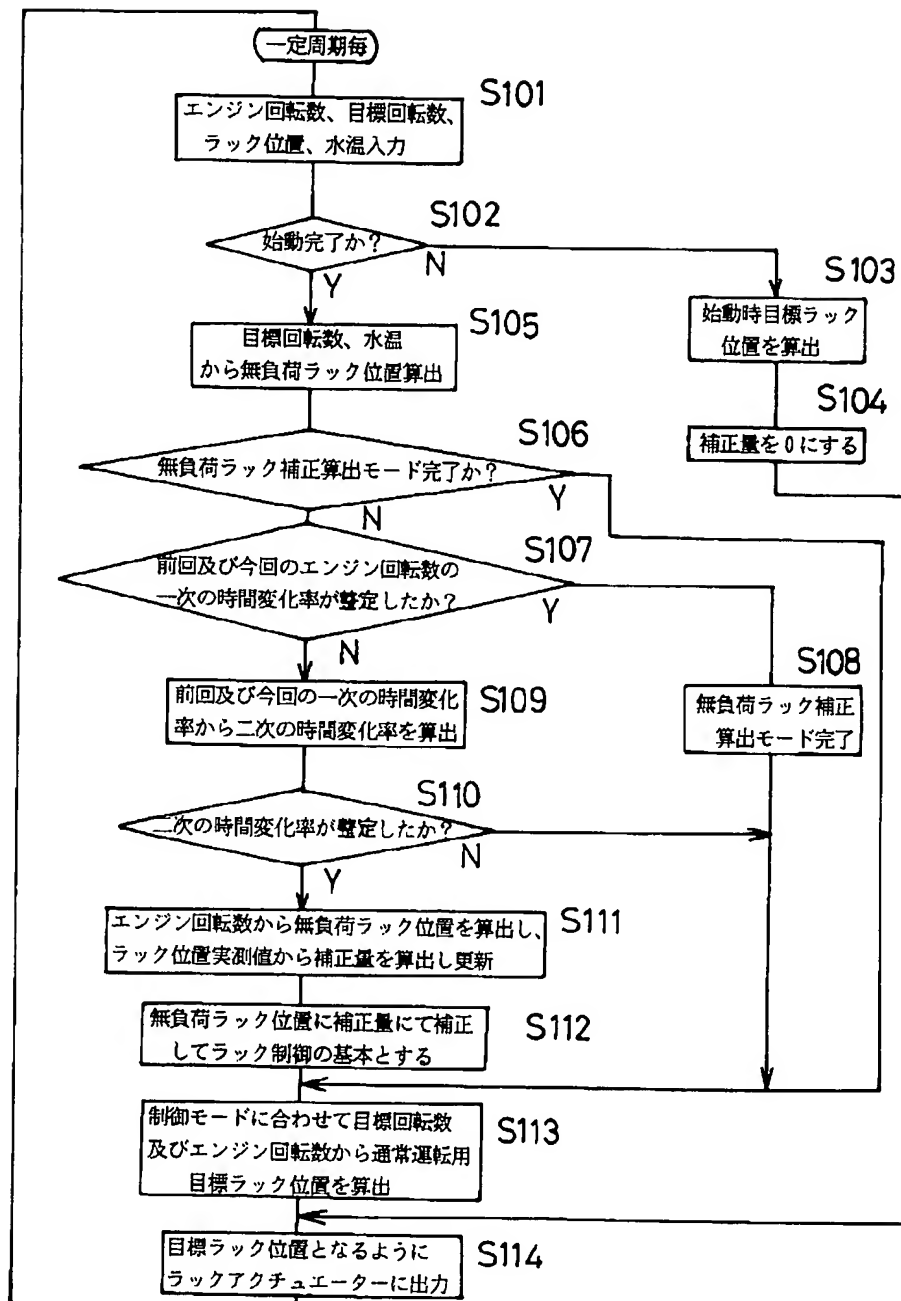 一定周期毎
S101
エンジン回転数、目標回転数、
ラック位置、水温入力
S102
始動完了か?
Y
N
S103
始動時目標ラック
位置を算出
S104
補正量を0にする
S105
目標回転数、水温
から無負荷ラック位置算出
S106
無負荷ラック補正算出モード完了か?
N
Y
S107
前回及び今回のエンジン回転数の
一次の時間変化率が整定したか?
N
Y
S108
無負荷ラック補正
算出モード完了
S109
前回及び今回の一次の時間変化
率から二次の時間変化率を算出
S110
二次の時間変化率が整定したか?
Y
N
S111
エンジン回転数から無負荷ラック位置を算出し、
ラック位置実測値から補正量を算出し更新
S112
無負荷ラック位置に補正量にて補正
してラック制御の基本とする
S113
制御モードに合わせて目標回転数
及びエンジン回転数から通常運転用
目標ラック位置を算出
S114
目標ラック位置となるように
ラックアクチュエーターに出力